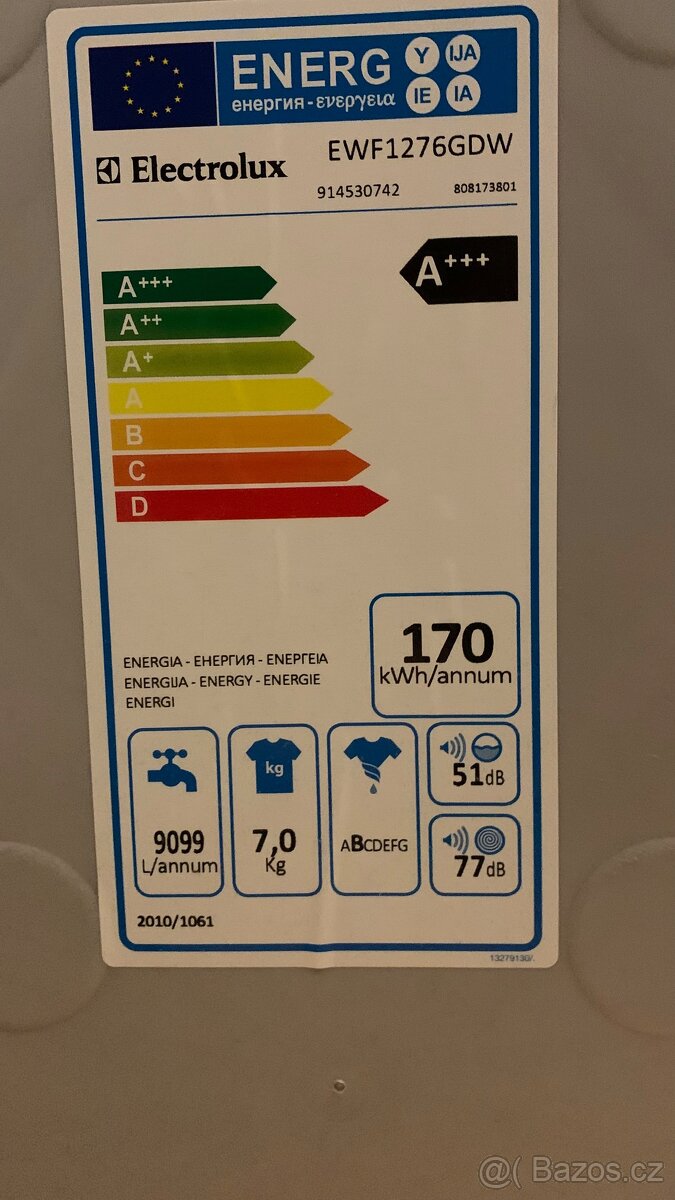 ENERG Y IJA
енергия - ενεργεια IE IA
Electrolux EWF1276GDW
914530742 808173801
A+++ A+++
A++
A+
A
B
C
D
170
kWh/annum
ENERGIA - ЕНЕРГИЯ - ΕΝΕΡΓΕΙΑ
ENERGIJA - ENERGY - ENERGIE
ENERGI
kg
51dB
9099
L/annum
7,0
Kg
ABCDEFG
77dB
2010/1061
@( Bazos.cz